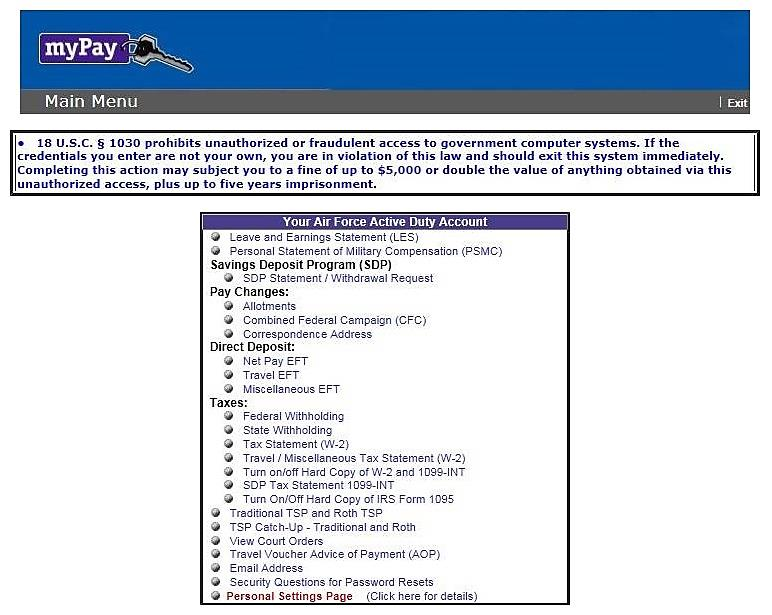 myPay
Main Menu
| Exit
• 18 U.S.C. § 1030 prohibits unauthorized or fraudulent access to government computer systems. If the
credentials you enter are not your own, you are in violation of this law and should exit this system immediately.
Completing this action may subject you to a fine of up to $5,000 or double the value of anything obtained via this
unauthorized access, plus up to five years imprisonment.
Your Air Force Active Duty Account
Leave and Earnings Statement (LES)
Personal Statement of Military Compensation (PSMC)
Savings Deposit Program (SDP)
SDP Statement / Withdrawal Request
Pay Changes:
Allotments
Combined Federal Campaign (CFC)
Correspondence Address
Direct Deposit:
Net Pay EFT
Travel EFT
Miscellaneous EFT
Taxes:
Federal Withholding
State Withholding
Tax Statement (W-2)
Travel / Miscellaneous Tax Statement (W-2)
Turn on/off Hard Copy of W-2 and 1099-INT
SDP Tax Statement 1099-INT
Turn On/Off Hard Copy of IRS Form 1095
Traditional TSP and Roth TSP
TSP Catch-Up - Traditional and Roth
View Court Orders
Travel Voucher Advice of Payment (AOP)
Email Address
Security Questions for Password Resets
Personal Settings Page (Click here for details)